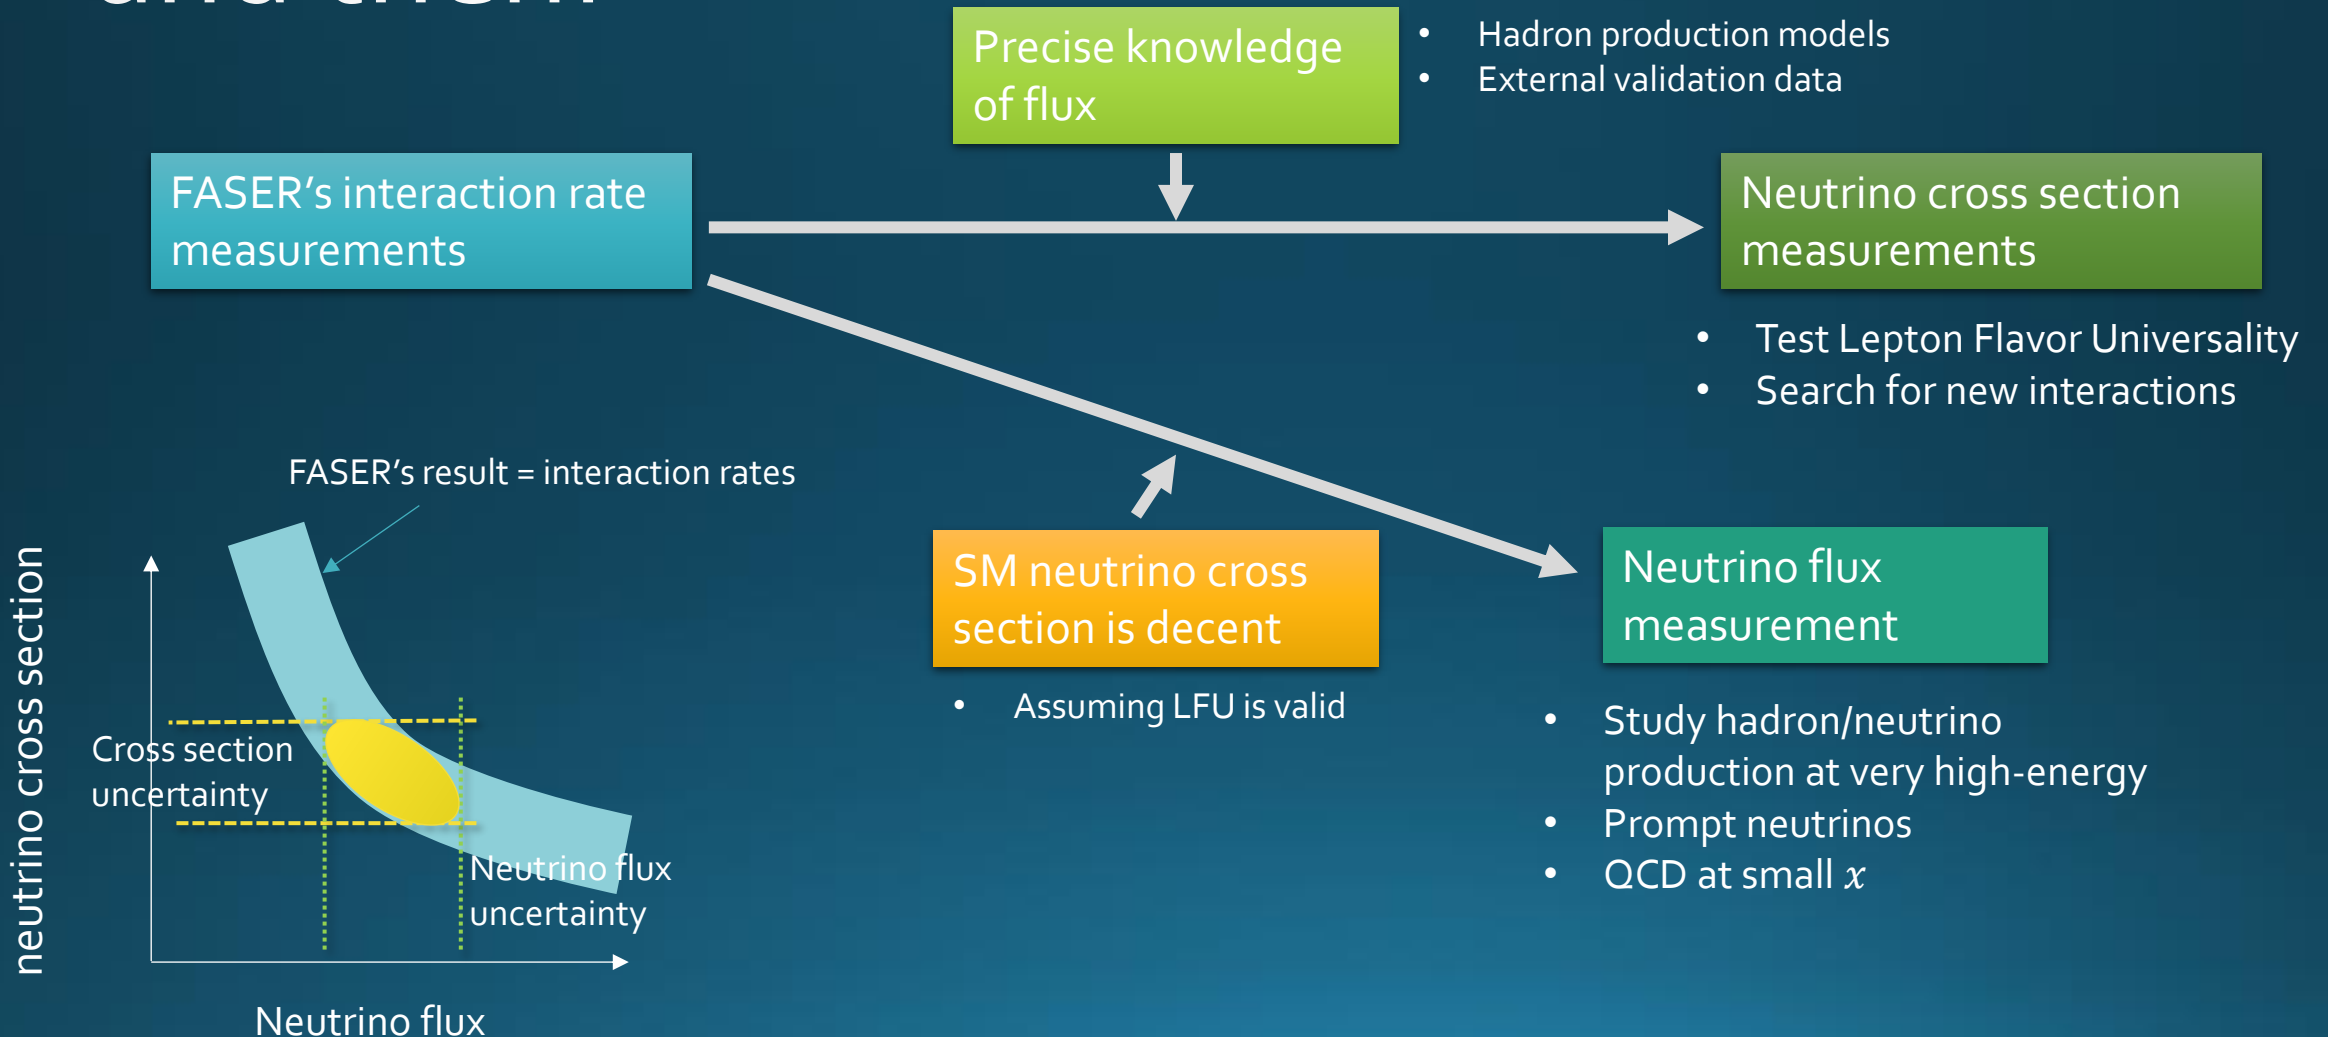 Precise knowledge
of flux
• Hadron production models
• External validation data
FASER’s interaction rate
measurements
Neutrino cross section
measurements
• Test Lepton Flavor Universality
• Search for new interactions
FASER’s result = interaction rates
neutrino cross section
Cross section
uncertainty
Neutrino flux
uncertainty
Neutrino flux
SM neutrino cross
section is decent
• Assuming LFU is valid
Neutrino flux
measurement
• Study hadron/neutrino
production at very high-energy
• Prompt neutrinos
• QCD at small x